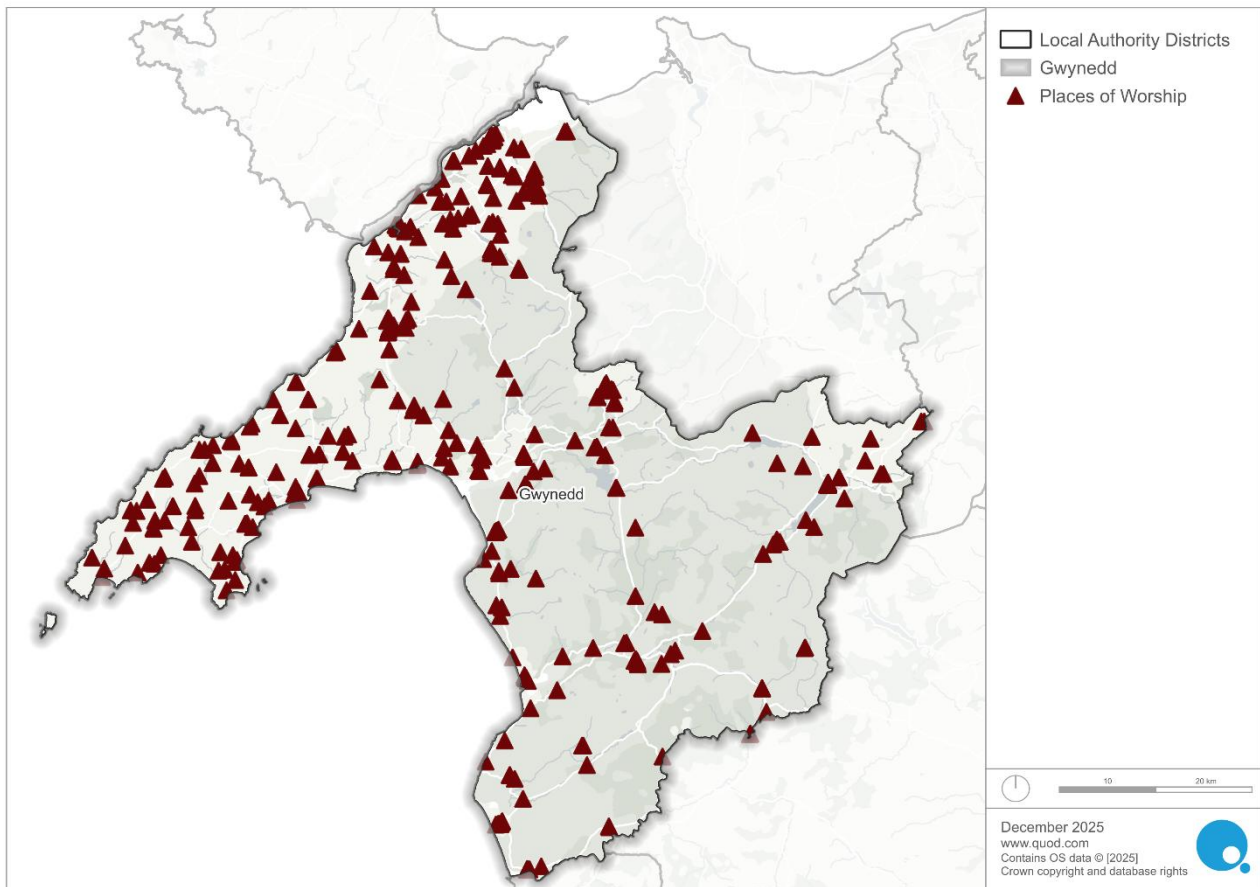 Local Authority Districts
Gwynedd
Places of Worship
Gwynedd
10 20 km
December 2025
www.quod.com
Contains OS data © [2025]
Crown copyright and database rights